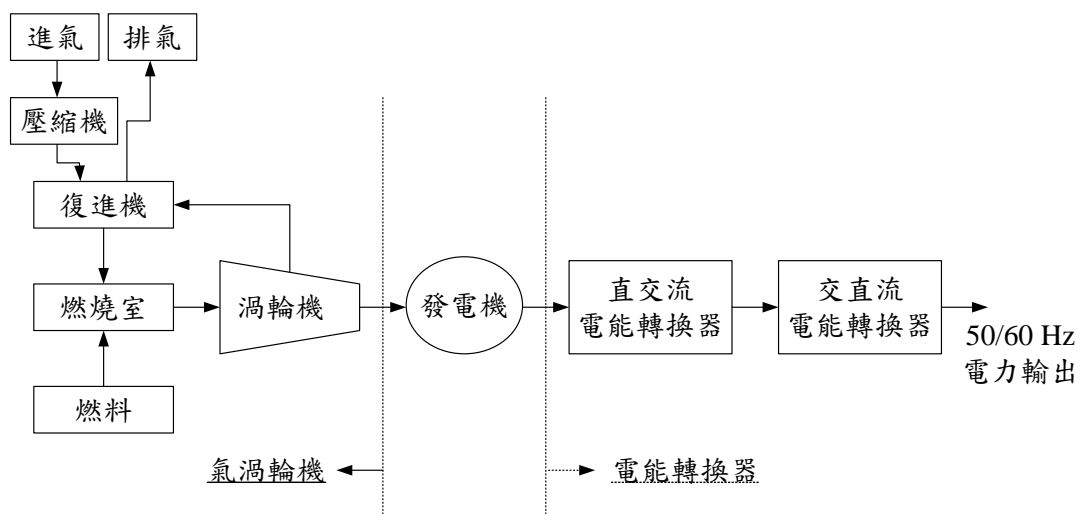 進氣
排氣
壓縮機
復進機
燃燒室
渦輪機
發電機
直交流
電能轉換器
交直流
電能轉換器
50/60 Hz
電力輸出
燃料
氣渦輪機
電能轉換器